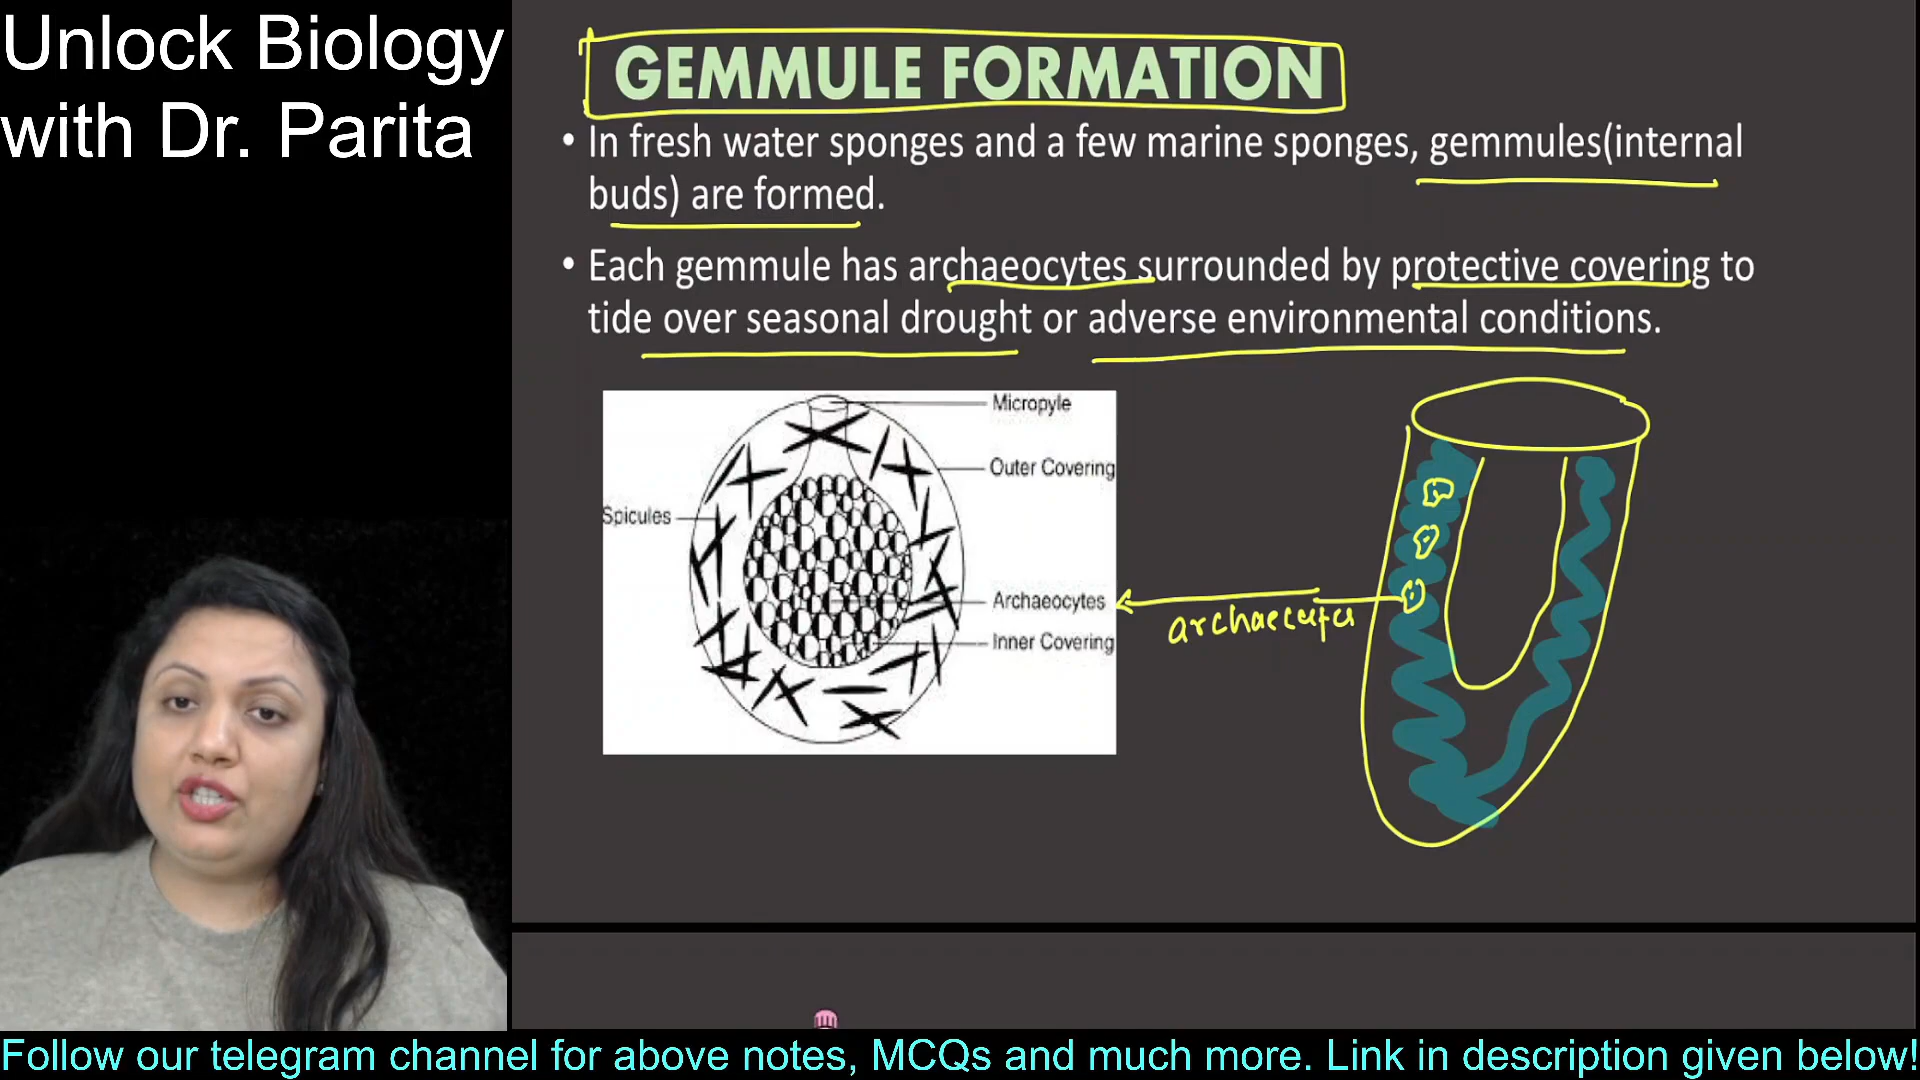 Unlock Biology
with Dr. Parita
GEMMULE FORMATION
• In fresh water sponges and a few marine sponges, gemmules(internal
buds) are formed.
• Each gemmule has archaeocytes surrounded by protective covering to
tide over seasonal drought or adverse environmental conditions.
Micropyle
Outer Covering
Spicules
Archaeocytes
Inner Covering
Follow our telegram channel for above notes, MCQs and much more. Link in description given below!